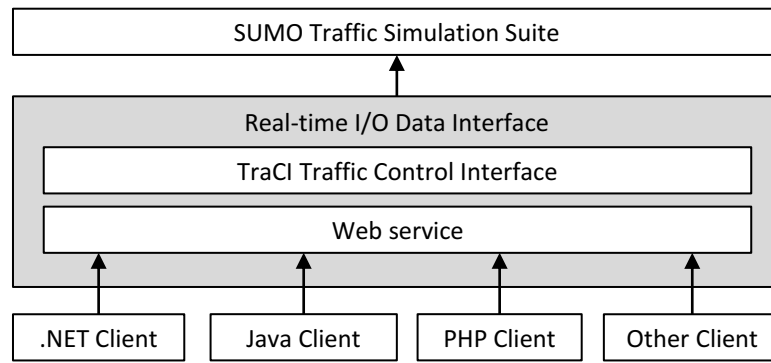 SUMO Traffic Simulation Suite
Real-time I/O Data Interface
TraCI Traffic Control Interface
Web service
.NET Client
Java Client
PHP Client
Other Client